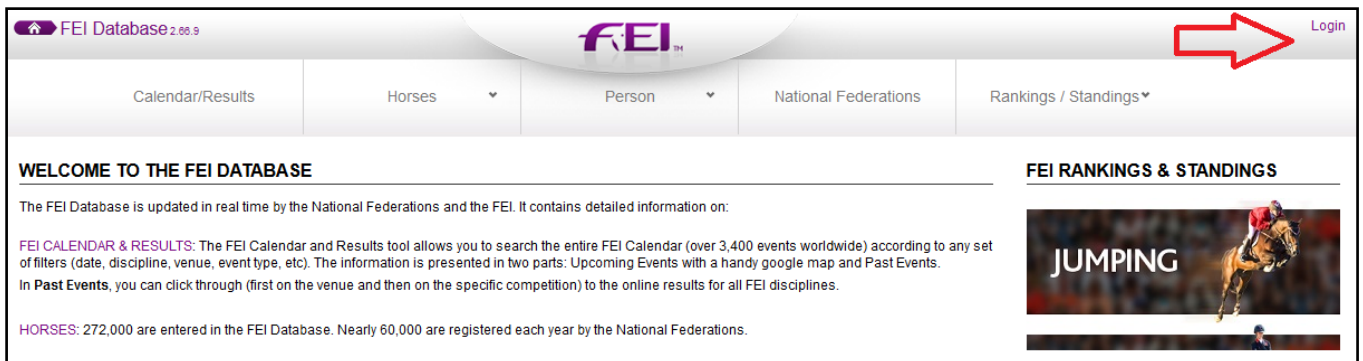 FEI Database 2.66.9
FEI TM
Login
Calendar/Results
Horses
Person
National Federations
Rankings / Standings
WELCOME TO THE FEI DATABASE
The FEI Database is updated in real time by the National Federations and the FEI. It contains detailed information on:
FEI CALENDAR & RESULTS: The FEI Calendar and Results tool allows you to search the entire FEI Calendar (over 3,400 events worldwide) according to any set
of filters (date, discipline, venue, event type, etc). The information is presented in two parts: Upcoming Events with a handy google map and Past Events.
In Past Events, you can click through (first on the venue and then on the specific competition) to the online results for all FEI disciplines.
HORSES: 272,000 are entered in the FEI Database. Nearly 60,000 are registered each year by the National Federations.
FEI RANKINGS & STANDINGS
JUMPING